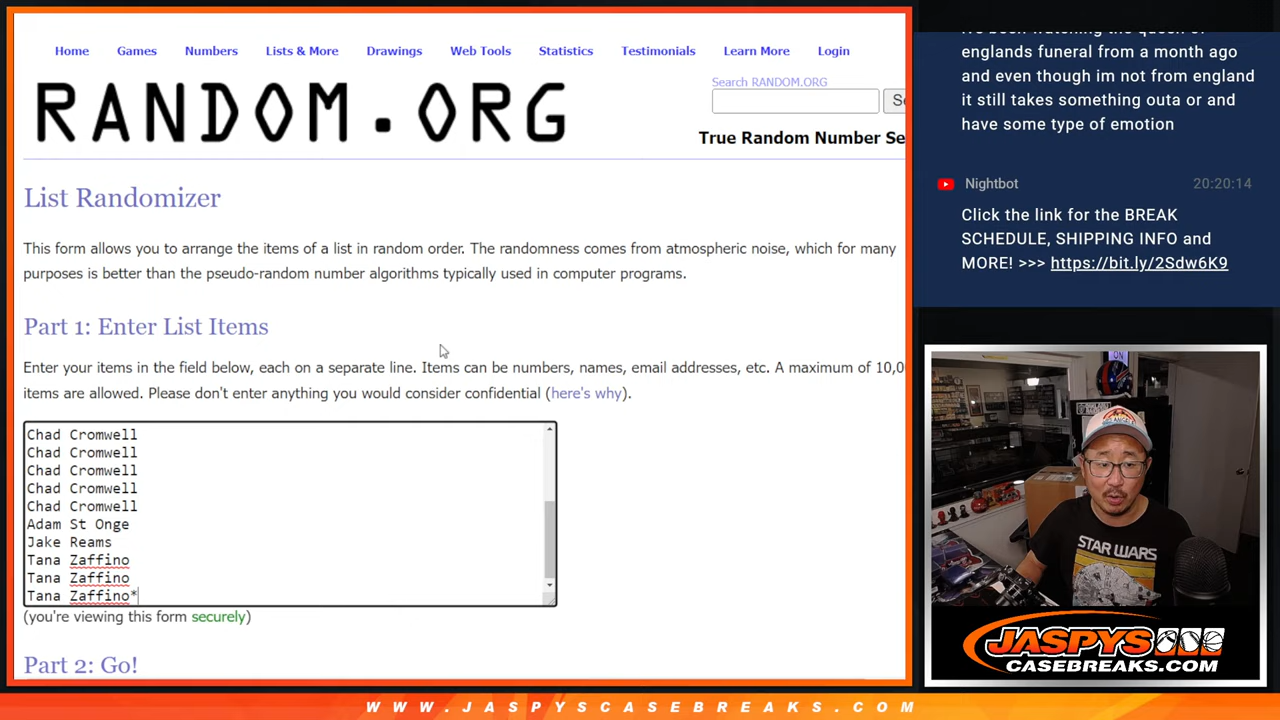 Home Games Numbers Lists & More Drawings Web Tools Statistics Testimonials Learn More Login
RANDOM.ORG
Search RANDOM.ORG
True Random Number Se
List Randomizer
This form allows you to arrange the items of a list in random order. The randomness comes from atmospheric noise, which for many
purposes is better than the pseudo-random number algorithms typically used in computer programs.
Part 1: Enter List Items
Enter your items in the field below, each on a separate line. Items can be numbers, names, email addresses, etc. A maximum of 10,0
items are allowed. Please don't enter anything you would consider confidential (here's why).
Chad Cromwell
Chad Cromwell
Chad Cromwell
Chad Cromwell
Chad Cromwell
Adam St Onge
Jake Reams
Tana Zaffino
Tana Zaffino
Tana Zaffino*
(you're viewing this form securely)
Part 2: Go!
englands funeral from a month ago
and even though im not from england
it still takes something outa or and
have some type of emotion
Nightbot 20:20:14
Click the link for the BREAK
SCHEDULE, SHIPPING INFO and
MORE! >>> https://bit.ly/2Sdw6K9
ON
STAR WARS
JASPYS
CASEBREAKS.COM
WWW.JASPYSCASEBREAKS.COM